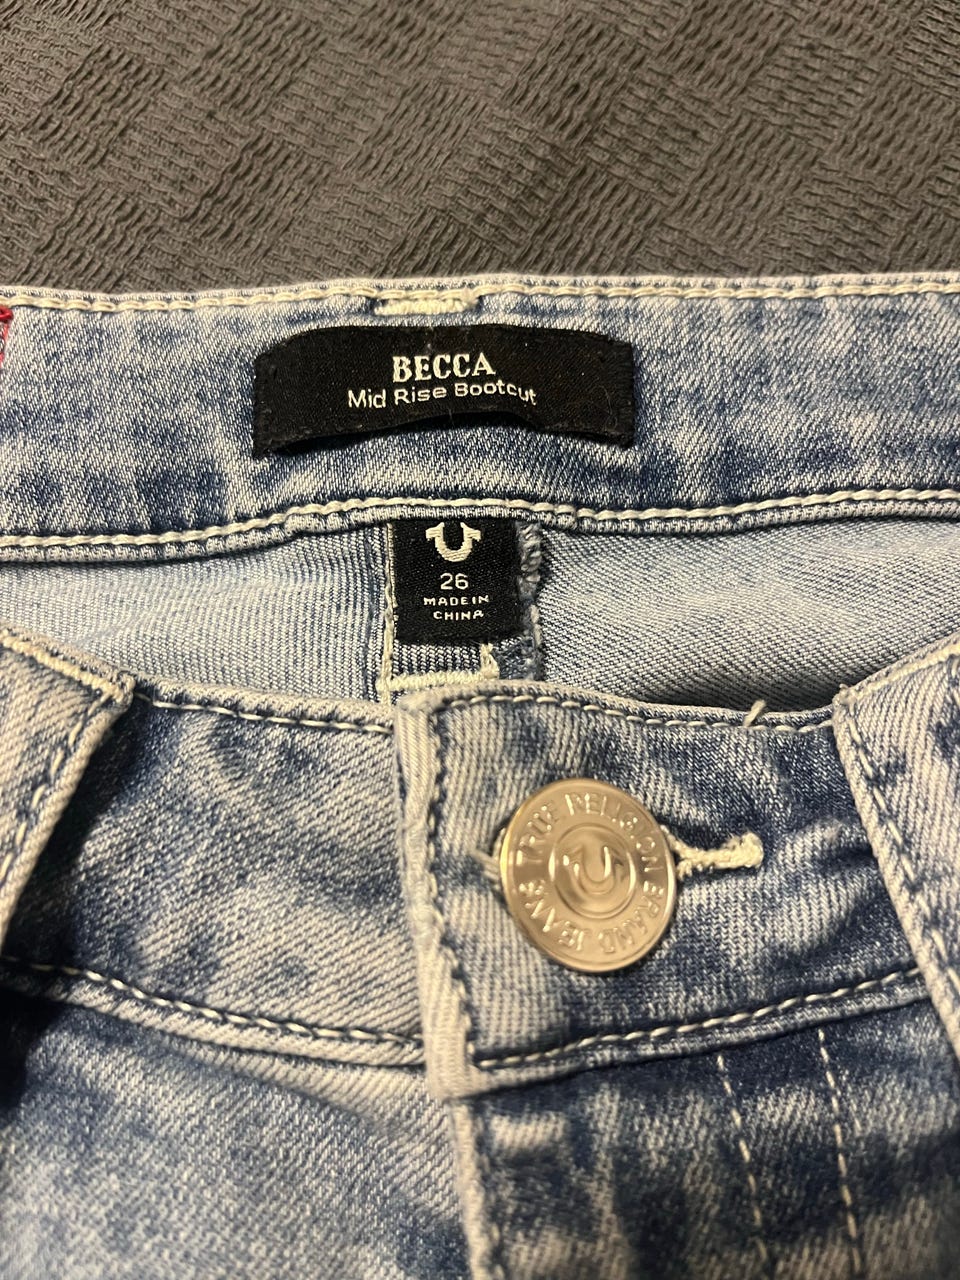 BECCA
Mid Rise Bootcut
26
MADE IN
CHINA
TRUE RELIGION BRAND JEANS